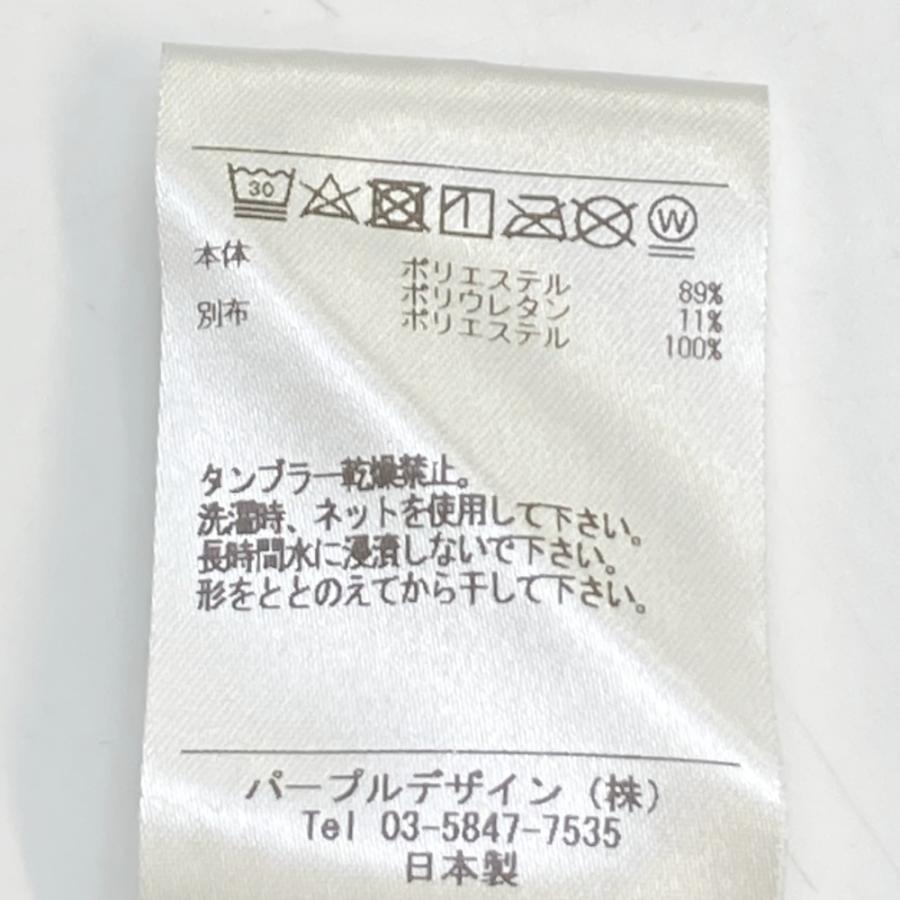 30 W
本体 ポリエステル 89%
ポリウレタン 11%
別布 ポリエステル 100%
タンブラー乾燥禁止。
洗濯時、ネットを使用して下さい。
長時間水に浸漬しないで下さい。
形をととのえてから干して下さい。
パープルデザイン(株)
Tel 03-5847-7535
日本製